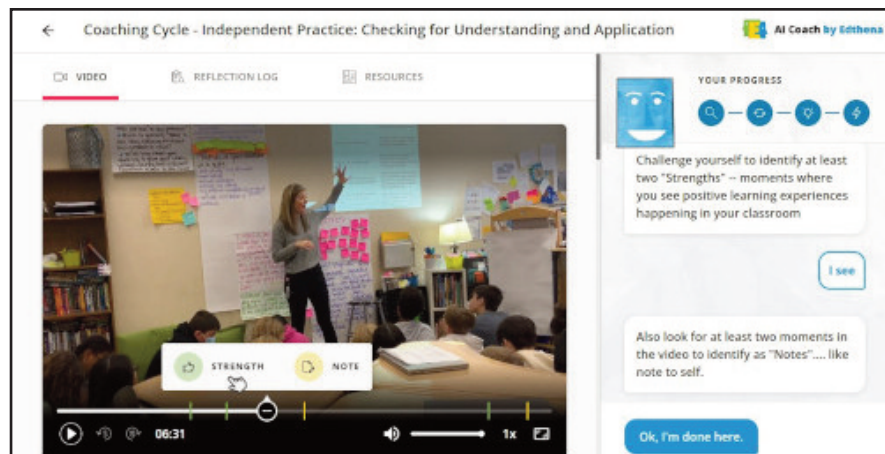 Coaching Cycle - Independent Practice: Checking for Understanding and Application
AI Coach by Edthena
VIDEO
REFLECTION LOG
RESOURCES
YOUR PROGRESS
Challenge yourself to identify at least
two "Strengths" -- moments where
you see positive learning experiences
happening in your classroom
I see
Also look for at least two moments in
the video to identify as "Notes".... like
note to self.
Ok, I'm done here.
STRENGTH
NOTE
06:31
1x